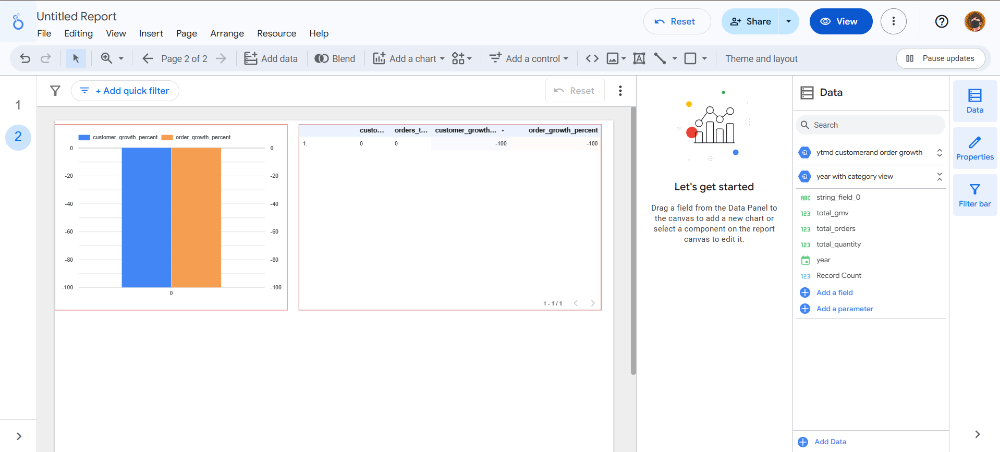 Untitled Report
File Editing View Insert Page Arrange Resource Help
Reset
Share
View
Page 2 of 2
Add data
Blend
Add a chart
Add a control
Theme and layout
Pause updates
1
2
+ Add quick filter
Reset
customer_growth_percent order_growth_percent
0 0
-20 -20
-40 -40
-60 -60
-80 -80
-100 -100
0
custo... orders_t... customer_growth... order_growth_percent
1. 0 0 -100 -100
1 - 1 / 1
Let's get started
Drag a field from the Data Panel to
the canvas to add a new chart or
select a component on the report
canvas to edit it.
Data
Search
ytmd customerand order growth
year with category view
ABC string_field_0
123 total_gmv
123 total_orders
123 total_quantity
year
123 Record Count
Add a field
Add a parameter
Add Data
Data
Properties
Filter bar